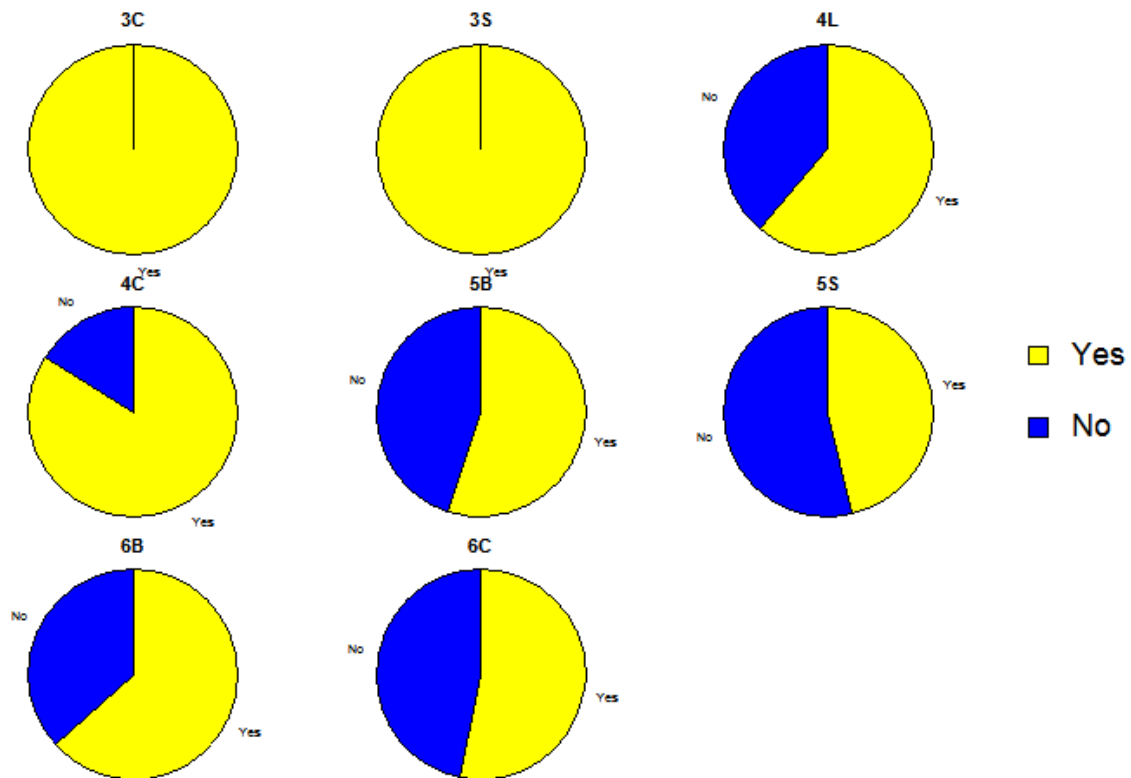 3C
3S
4L
No
Yes
Yes
Yes
4C
5B
5S
No
No
Yes
Yes
No
Yes
Yes
No
Yes
No
6B
6C
No
No
Yes
Yes